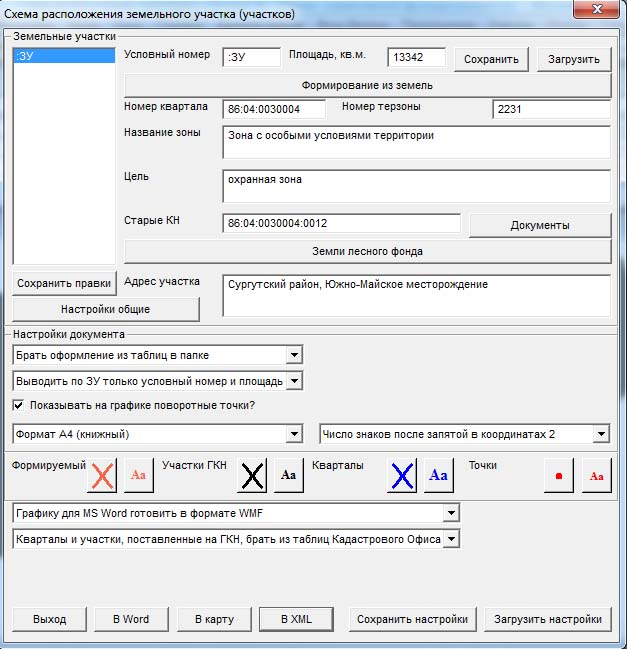 Схема расположения земельного участка (участков)
Земельные участки
:ЗУ
Условный номер :ЗУ Площадь, кв.м. 13342 Сохранить Загрузить
Формирование из земель
Номер квартала 86:04:0030004 Номер терзоны 2231
Название зоны Зона с особыми условиями территории
Цель охранная зона
Старые КН 86:04:0030004:0012 Документы
Земли лесного фонда
Сохранить правки Адрес участка Сургутский район, Южно-Майское месторождение
Настройки общие
Настройки документа
Брать оформление из таблиц в папке
Выводить по ЗУ только условный номер и площадь
Показывать на графике поворотные точки?
Формат А4 (книжный) Число знаков после запятой в координатах 2
Формируемый Aa Участки ГКН Aa Кварталы Aa Точки Aa
Графику для MS Word готовить в формате WMF
Кварталы и участки, поставленные на ГКН, брать из таблиц Кадастрового Офиса
Выход В Word В карту В XML Сохранить настройки Загрузить настройки